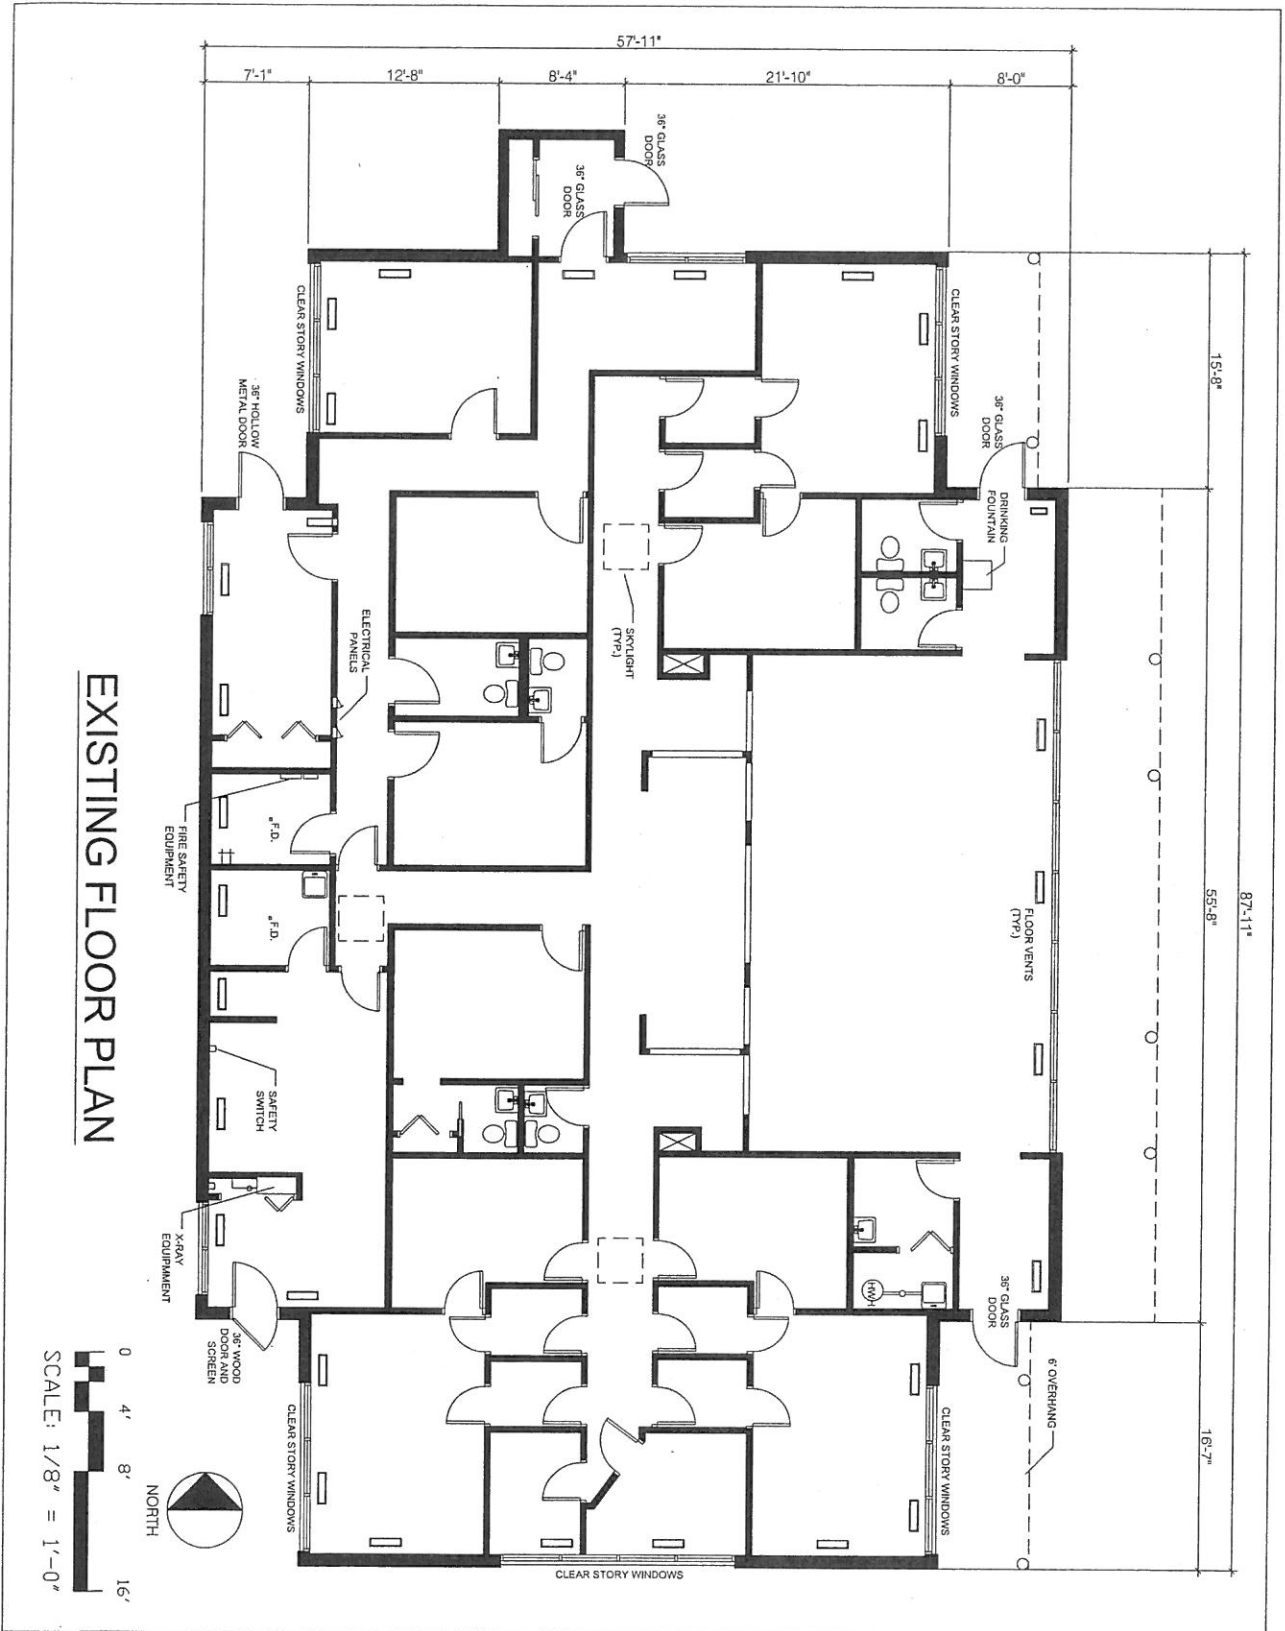 57'-11"
7'-1"
12'-8"
8'-4"
21'-10"
8'-0"
36" GLASS
DOOR
36" GLASS
DOOR
CLEAR STORY WINDOWS
CLEAR STORY WINDOWS
15'-8"
36" HOLLOW
METAL DOOR
36" GLASS
DOOR
DRINKING
FOUNTAIN
SKYLIGHT
(TYP.)
ELECTRICAL
PANELS
FIRE SAFETY
EQUIPMENT
F.D.
F.D.
FLOOR VENTS
(TYP.)
55'-8"
87'-11"
SAFETY
SWITCH
X-RAY
EQUIPMMENT
HWH
36" GLASS
DOOR
36" WOOD
DOOR AND
SCREEN
6' OVERHANG
16'-7"
CLEAR STORY WINDOWS
CLEAR STORY WINDOWS
CLEAR STORY WINDOWS
EXISTING FLOOR PLAN
0 4' 8' 16'
SCALE: 1/8" = 1'-0"
NORTH